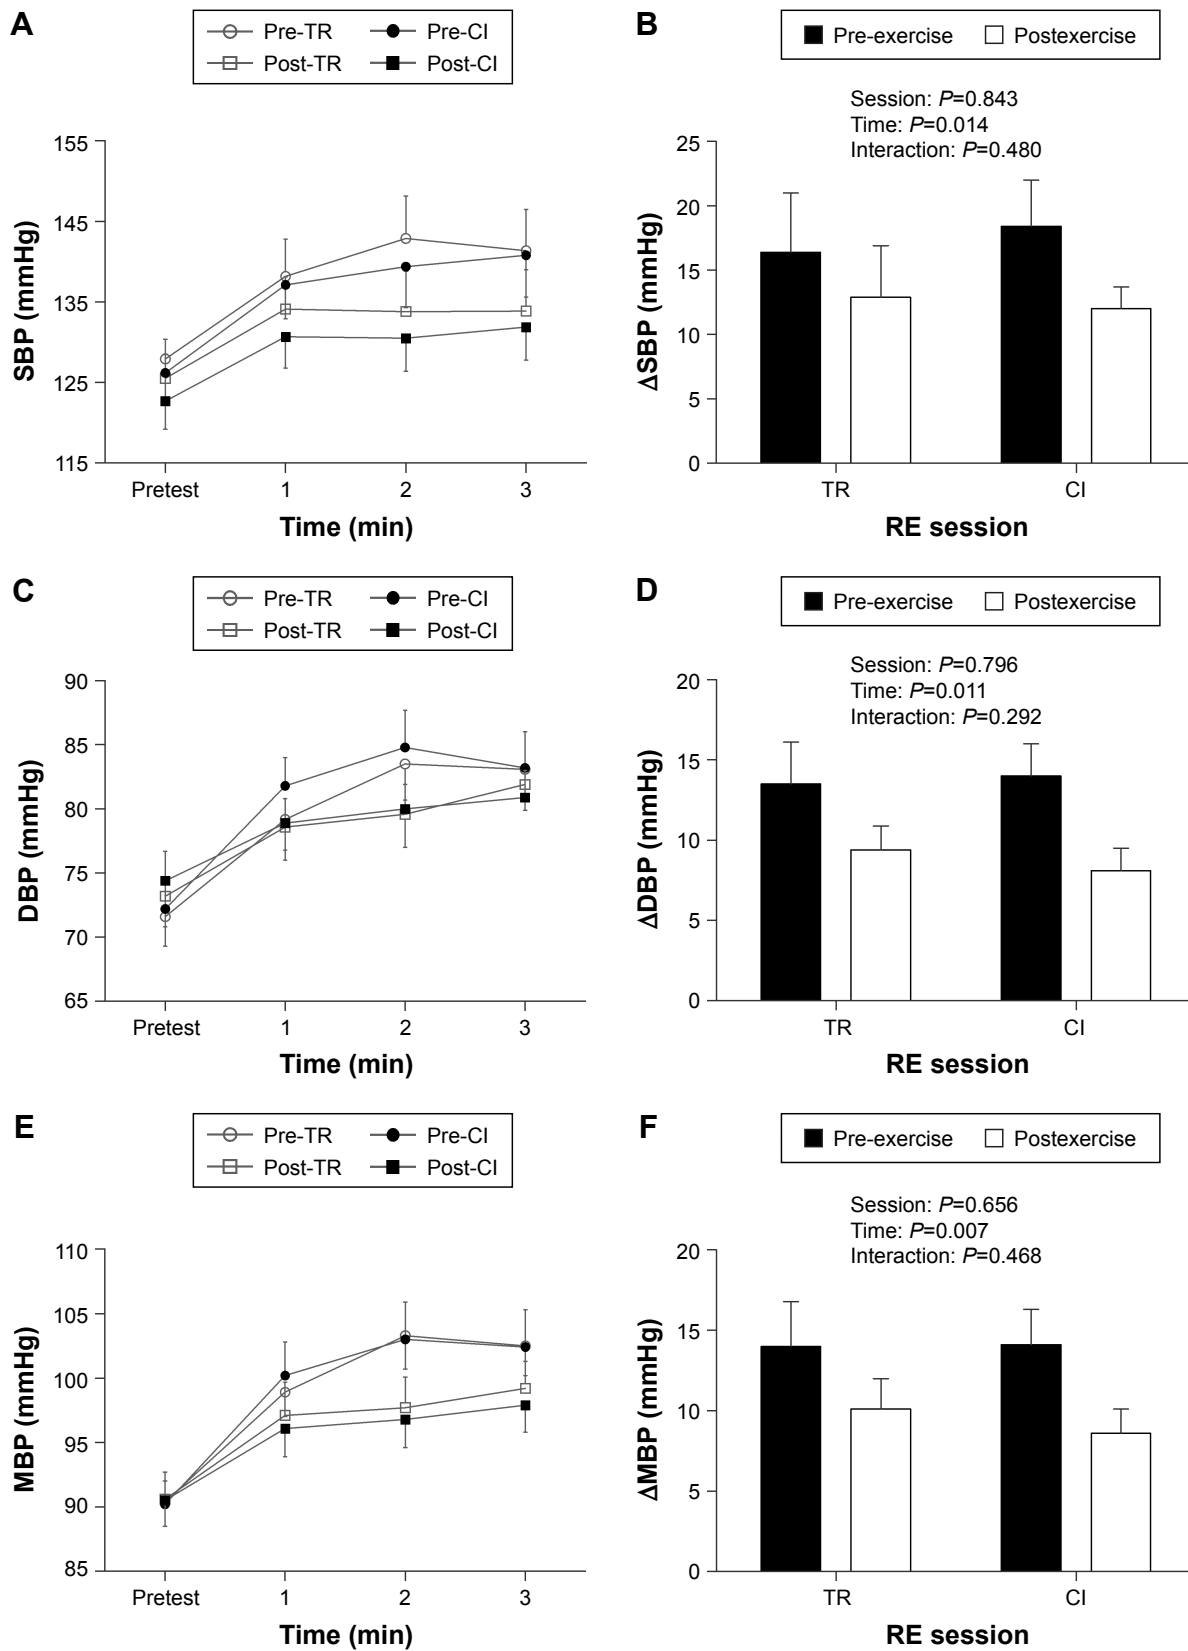 A
Pre-TR Pre-CI
Post-TR Post-CI
155
145
135
125
115
SBP (mmHg)
Pretest 1 2 3
Time (min)
B
Pre-exercise Postexercise
Session: P=0.843
Time: P=0.014
Interaction: P=0.480
25
20
15
10
5
0
ΔSBP (mmHg)
TR CI
RE session
C
Pre-TR Pre-CI
Post-TR Post-CI
90
85
80
75
70
65
DBP (mmHg)
Pretest 1 2 3
Time (min)
D
Pre-exercise Postexercise
Session: P=0.796
Time: P=0.011
Interaction: P=0.292
20
15
10
5
0
ΔDBP (mmHg)
TR CI
RE session
E
Pre-TR Pre-CI
Post-TR Post-CI
110
105
100
95
90
85
MBP (mmHg)
Pretest 1 2 3
Time (min)
F
Pre-exercise Postexercise
Session: P=0.656
Time: P=0.007
Interaction: P=0.468
20
15
10
5
0
ΔMBP (mmHg)
TR CI
RE session